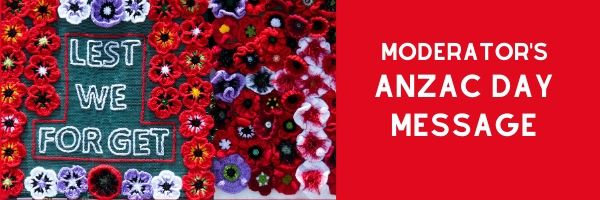 LEST
WE
FORGET
MODERATOR'S
ANZAC DAY
MESSAGE